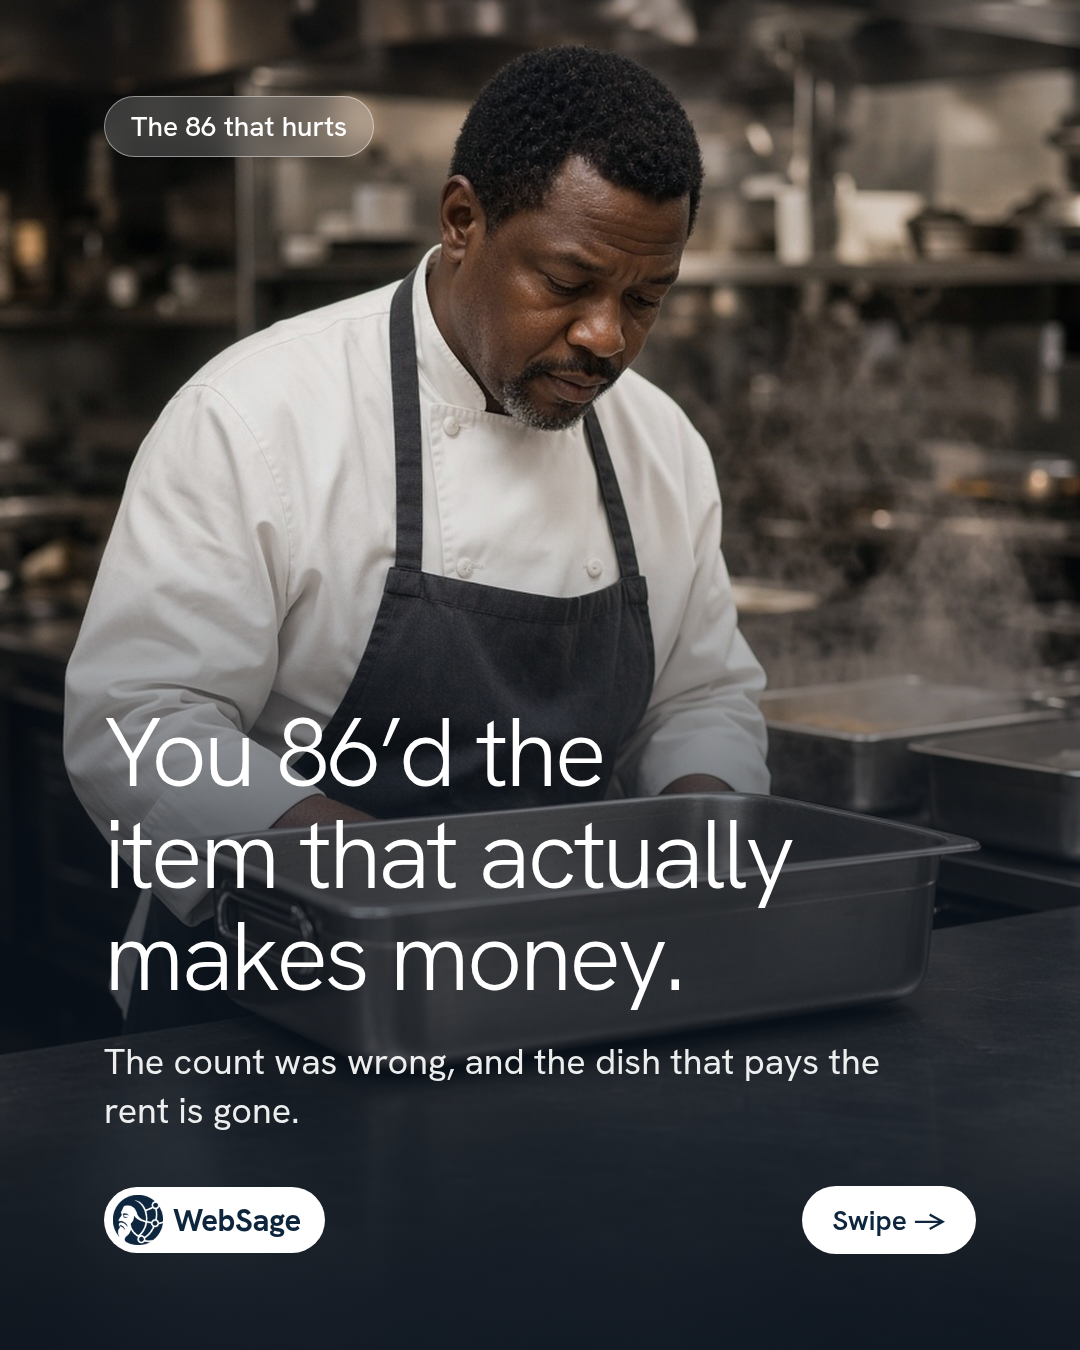 The 86 that hurts
You 86’d the
item that actually
makes money.
The count was wrong, and the dish that pays the
rent is gone.
WebSage
Swipe →